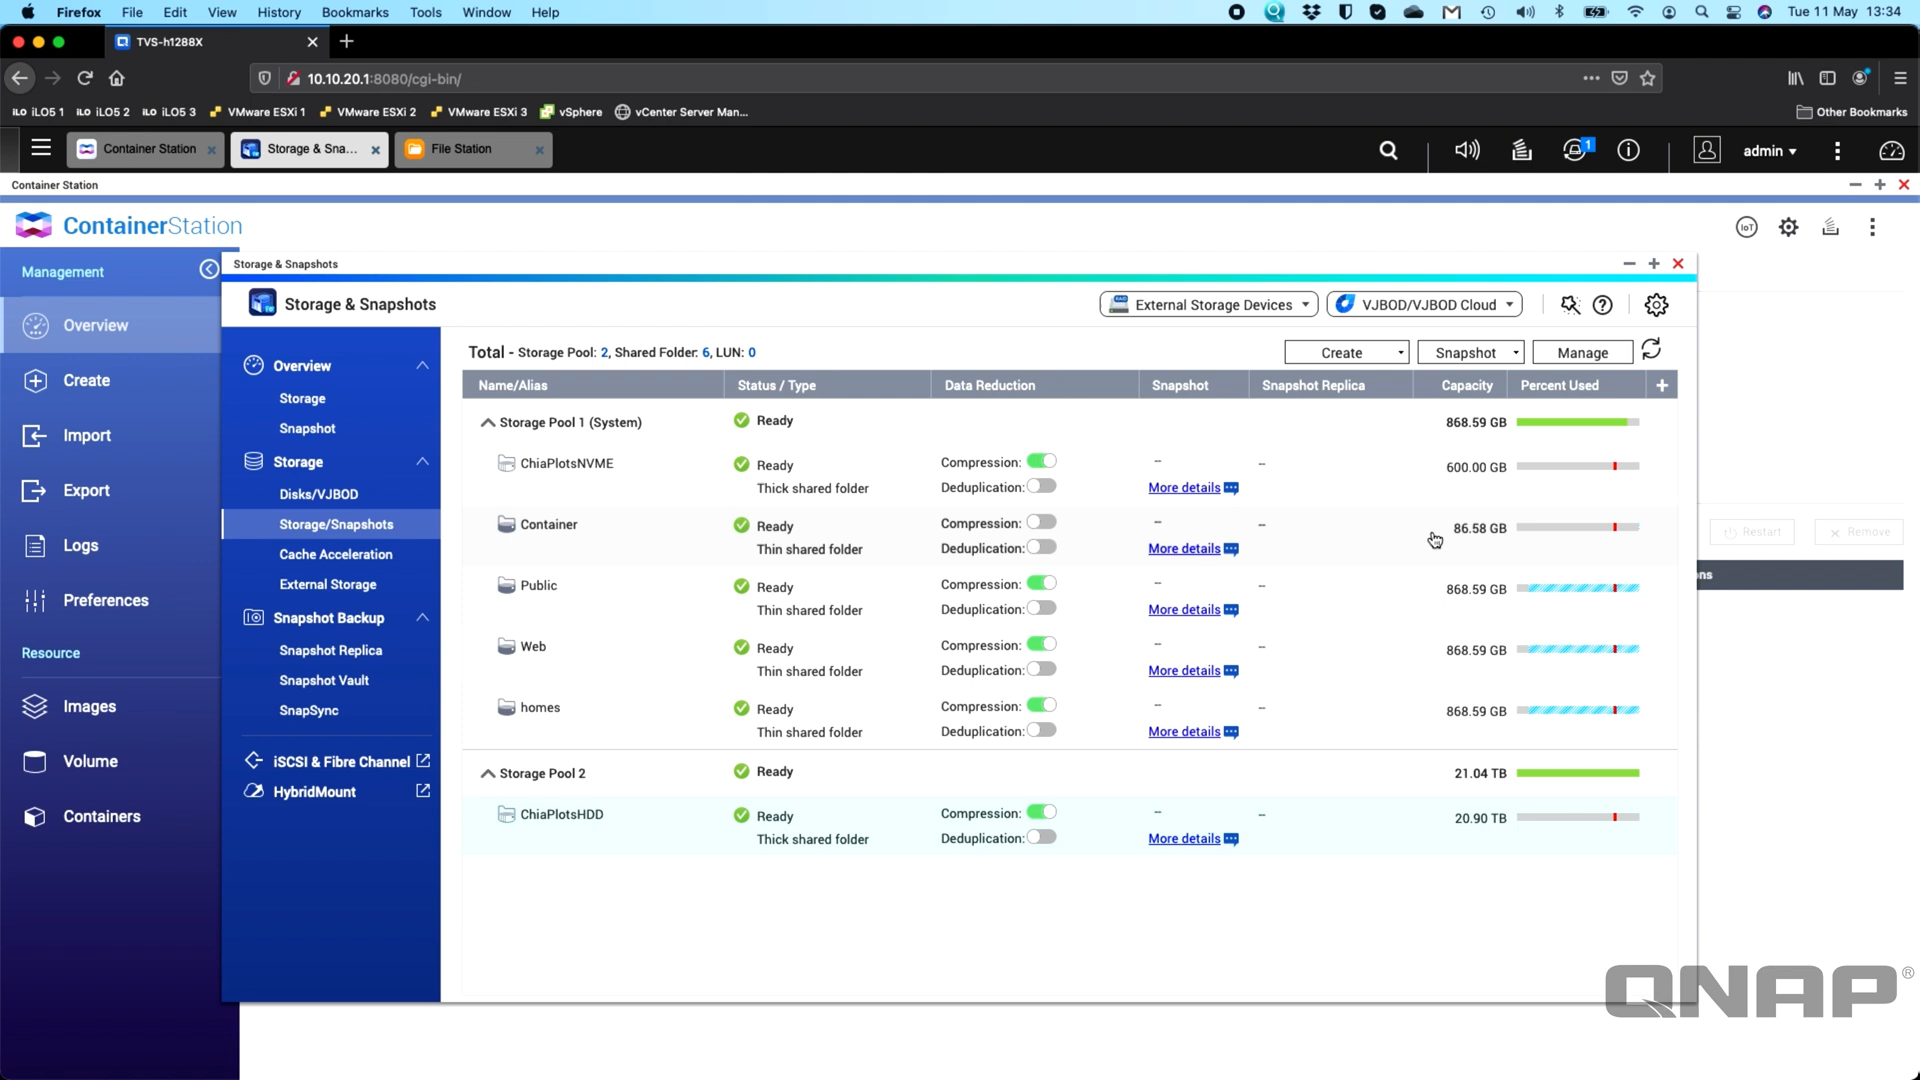 Firefox File Edit View History Bookmarks Tools Window Help Tue 11 May 13:34
TVS-h1288X
10.10.20.1:8080/cgi-bin/
iLO iLO5 1 iLO iLO5 2 iLO iLO5 3 VMware ESXi 1 VMware ESXi 2 VMware ESXi 3 vSphere vCenter Server Man... Other Bookmarks
Container Station Storage & Sna... File Station 1 admin
Container Station
ContainerStation IoT
Management
Overview
Create
Import
Export
Logs
Preferences
Resource
Images
Volume
Containers
Restart Remove
ns
Storage & Snapshots
Storage & Snapshots External Storage Devices VJBOD/VJBOD Cloud
Overview
Storage
Snapshot
Storage
Disks/VJBOD
Storage/Snapshots
Cache Acceleration
External Storage
Snapshot Backup
Snapshot Replica
Snapshot Vault
SnapSync
iSCSI & Fibre Channel
HybridMount
Total - Storage Pool: 2, Shared Folder: 6, LUN: 0 Create Snapshot Manage
Name/Alias Status / Type Data Reduction Snapshot Snapshot Replica Capacity Percent Used +
Storage Pool 1 (System) Ready 868.59 GB
ChiaPlotsNVME Ready Compression: -- -- 600.00 GB
Thick shared folder Deduplication: More details
Container Ready Compression: -- -- 86.58 GB
Thin shared folder Deduplication: More details
Public Ready Compression: -- -- 868.59 GB
Thin shared folder Deduplication: More details
Web Ready Compression: -- -- 868.59 GB
Thin shared folder Deduplication: More details
homes Ready Compression: -- -- 868.59 GB
Thin shared folder Deduplication: More details
Storage Pool 2 Ready 21.04 TB
ChiaPlotsHDD Ready Compression: -- -- 20.90 TB
Thick shared folder Deduplication: More details
QNAP®